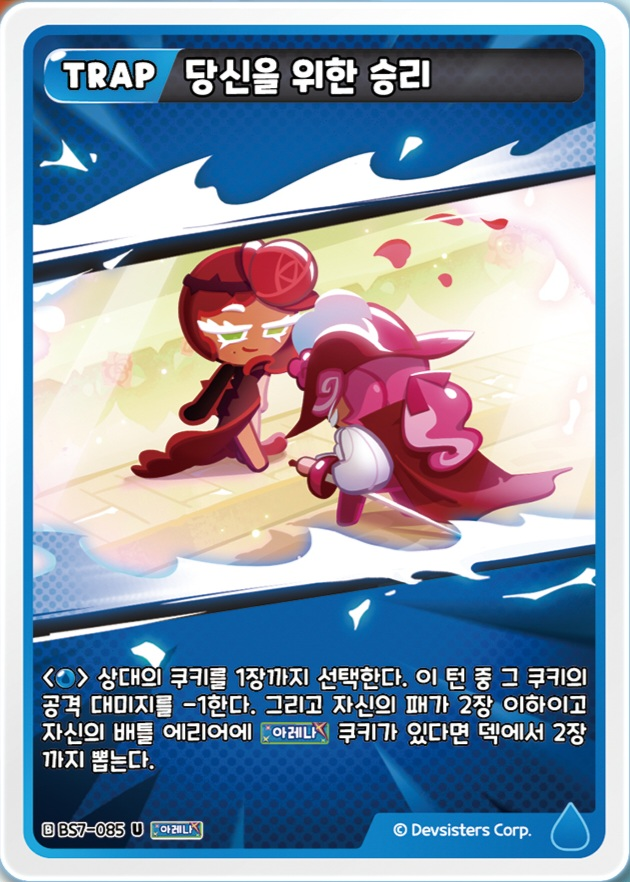 TRAP 당신을 위한 승리
< > 상대의 쿠키를 1장까지 선택한다. 이 턴 중 그 쿠키의
공격 대미지를 -1한다. 그리고 자신의 패가 2장 이하이고
자신의 배틀 에리어에 아레나 쿠키가 있다면 덱에서 2장
까지 뽑는다.
B BS7-085 U 아레나
© Devsisters Corp.